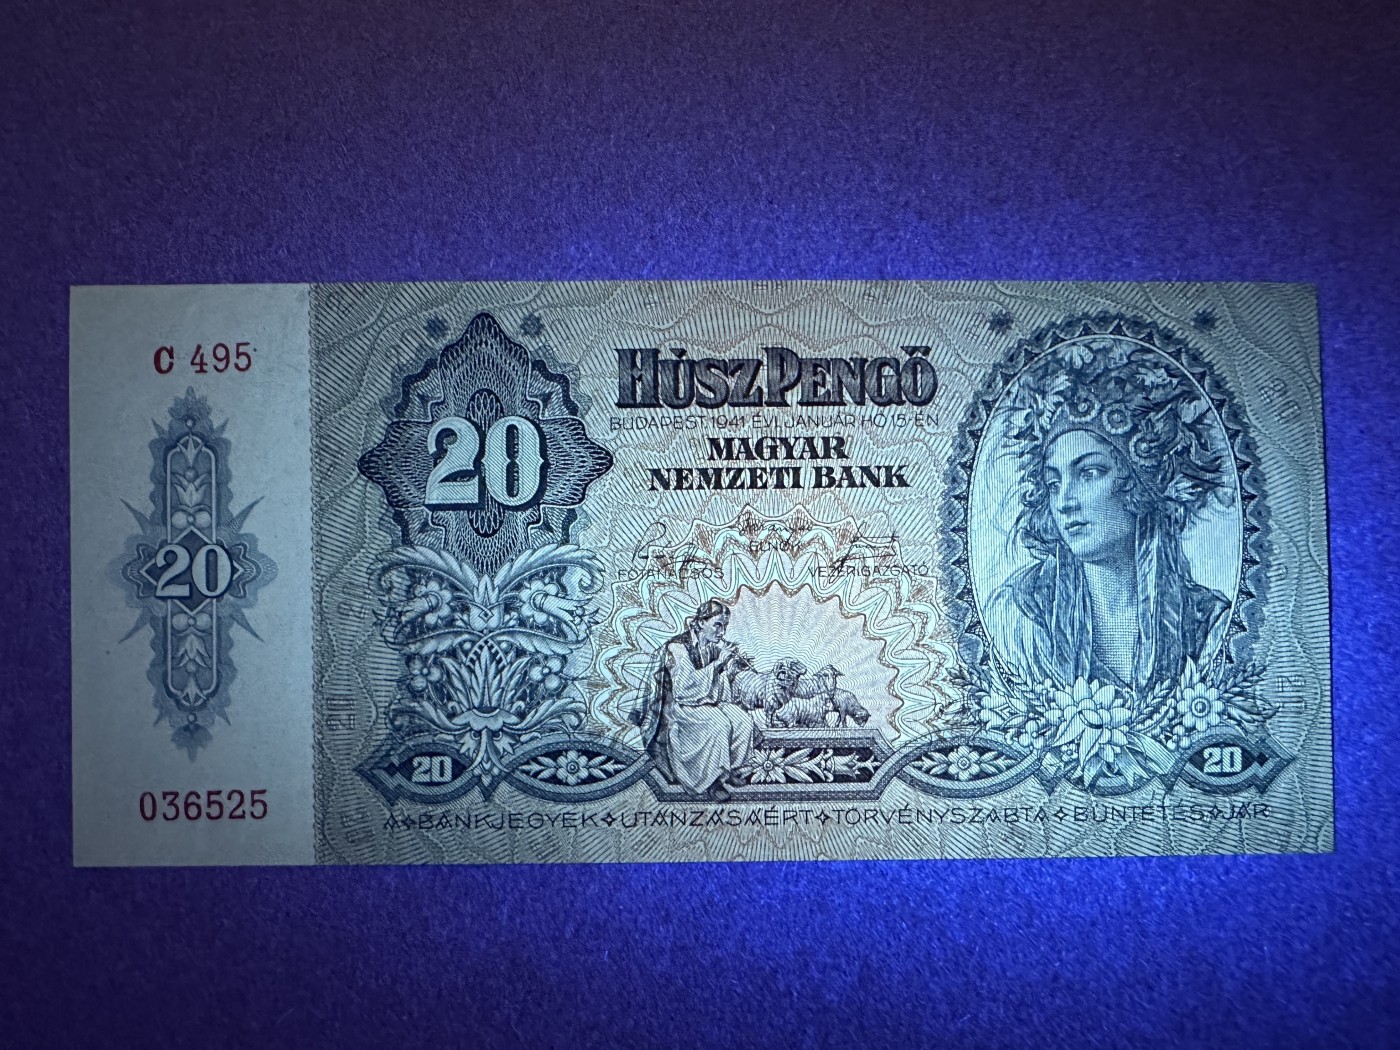 C 495
20
036525
20
HÚSZ PENGŐ
BUDAPEST, 1941 ÉVI JANUÁR HÓ 15-ÉN
MAGYAR
NEMZETI BANK
ELNÖK
FŐTANÁCSOS
VEZÉRIGAZGATÓ
20
20
A BANKJEGYEK UTÁNZÁSÁÉRT TÖRVÉNYSZABTA BÜNTETÉS JÁR